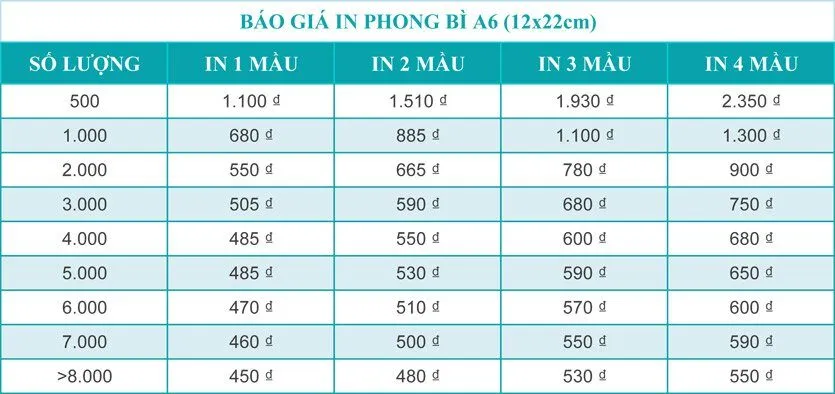 BÁO GIÁ IN PHONG BÌ A6 (12x22cm)
SỐ LƯỢNG IN 1 MẦU IN 2 MẦU IN 3 MẦU IN 4 MẦU
500 1.100 ₫ 1.510 ₫ 1.930 ₫ 2.350 ₫
1.000 680 ₫ 885 ₫ 1.100 ₫ 1.300 ₫
2.000 550 ₫ 665 ₫ 780 ₫ 900 ₫
3.000 505 ₫ 590 ₫ 680 ₫ 750 ₫
4.000 485 ₫ 550 ₫ 600 ₫ 680 ₫
5.000 485 ₫ 530 ₫ 590 ₫ 650 ₫
6.000 470 ₫ 510 ₫ 570 ₫ 600 ₫
7.000 460 ₫ 500 ₫ 550 ₫ 590 ₫
>8.000 450 ₫ 480 ₫ 530 ₫ 550 ₫